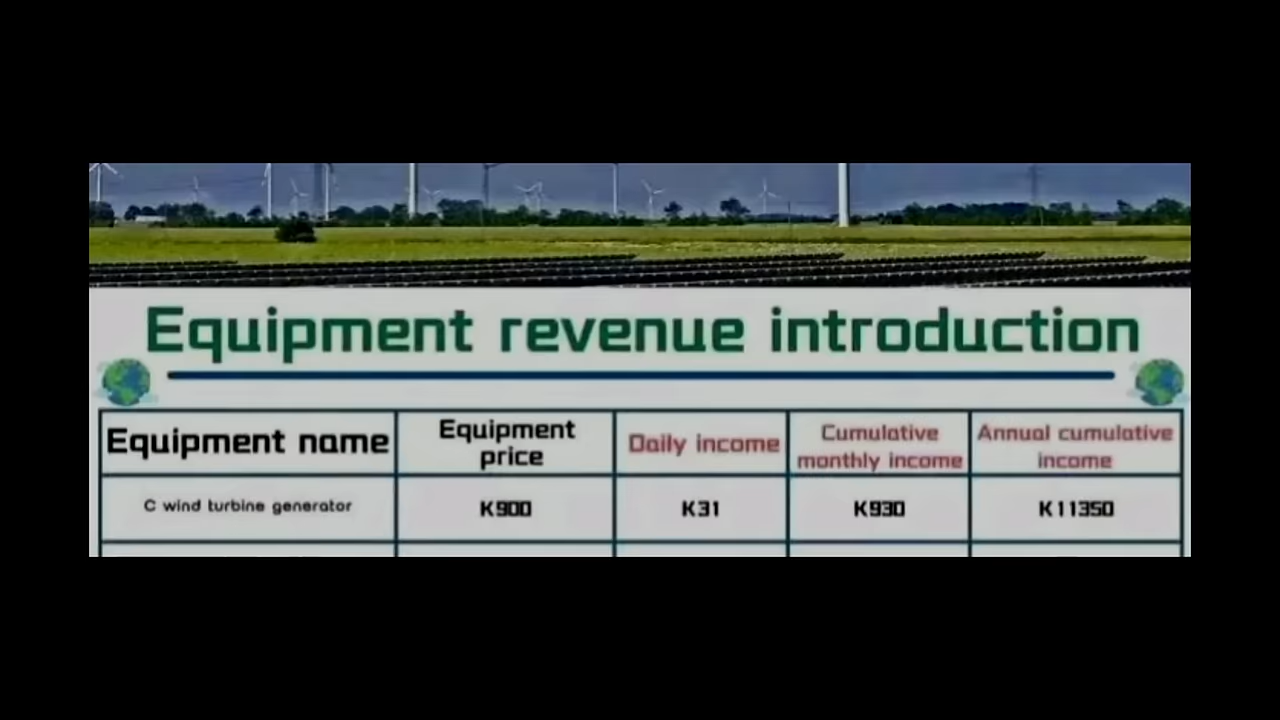 Equipment revenue introduction
Equipment name
Equipment price
Daily income
Cumulative monthly income
Annual cumulative income
C wind turbine generator
K900
K31
K930
K11350